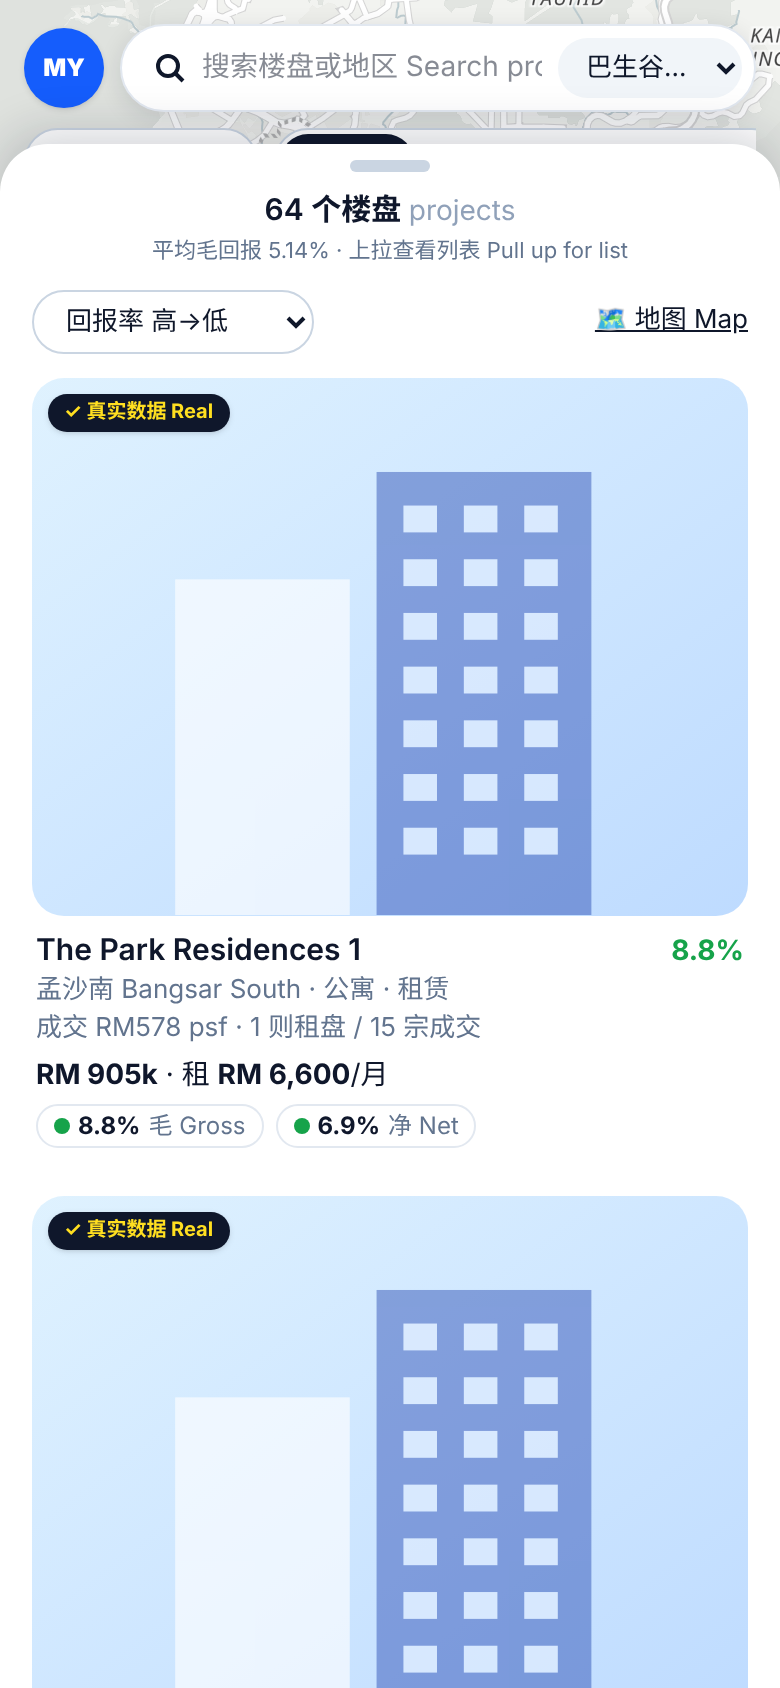 MY
搜索楼盘或地区 Search pro
巴生谷...
64 个楼盘 projects
平均毛回报 5.14% · 上拉查看列表 Pull up for list
回报率 高→低
🗺️ 地图 Map
✓ 真实数据 Real
The Park Residences 1
8.8%
孟沙南 Bangsar South · 公寓 · 租赁
成交 RM578 psf · 1 则租盘 / 15 宗成交
RM 905k · 租 RM 6,600/月
8.8% 毛 Gross
6.9% 净 Net
✓ 真实数据 Real